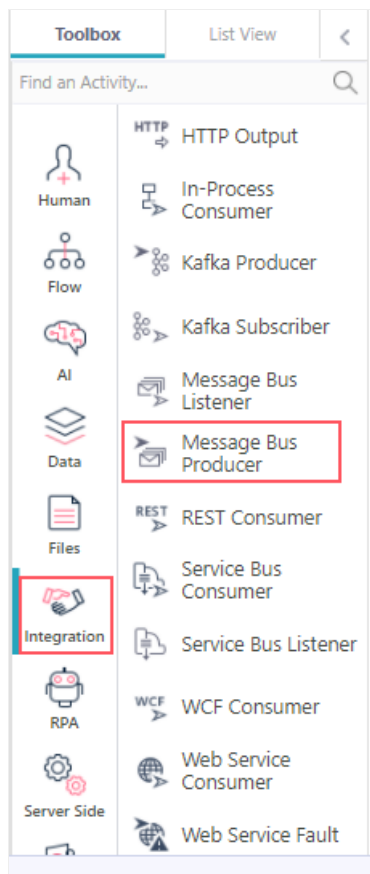 Toolbox
List View
Find an Activity...
Human
Flow
AI
Data
Files
Integration
RPA
Server Side
HTTP
HTTP Output
In-Process
Consumer
Kafka Producer
Kafka Subscriber
Message Bus
Listener
Message Bus
Producer
REST
REST Consumer
Service Bus
Consumer
Service Bus Listener
WCF
WCF Consumer
Web Service
Consumer
Web Service Fault